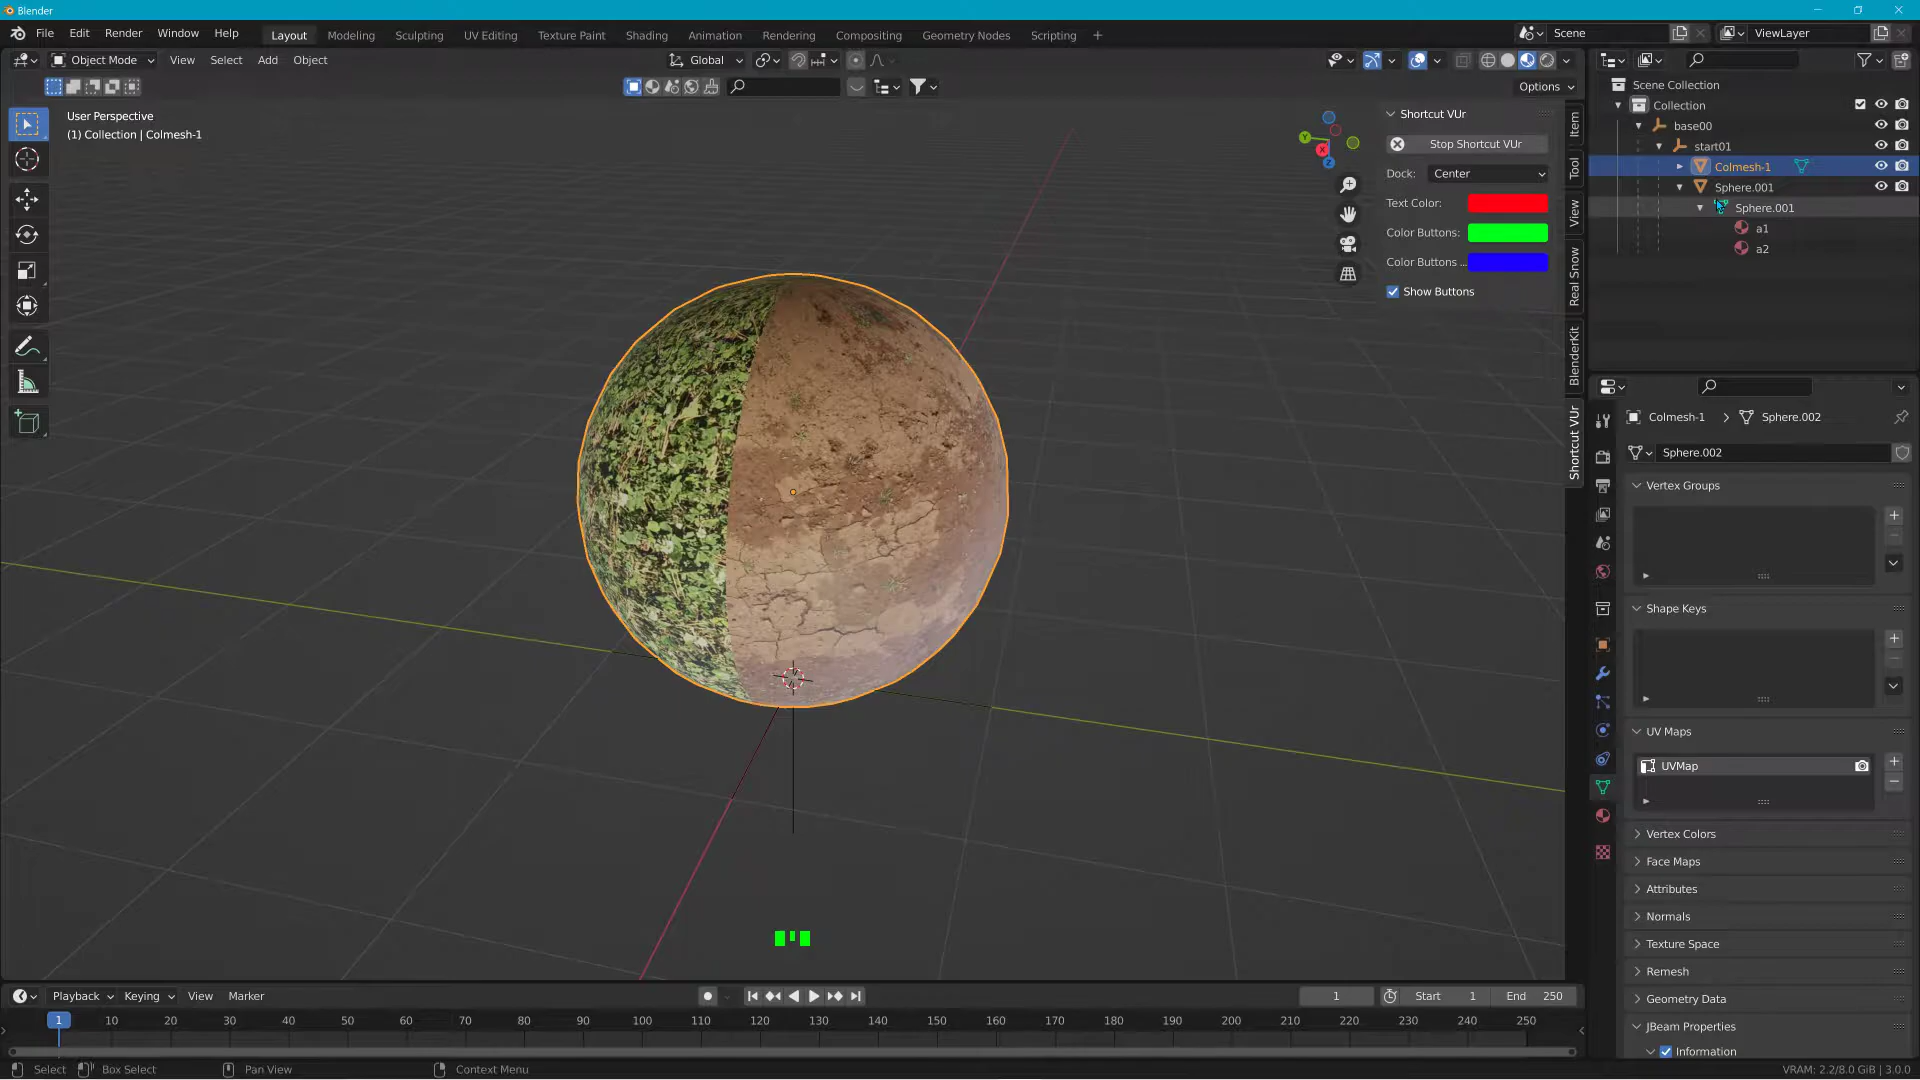 Blender
File Edit Render Window Help
Layout Modeling Sculpting UV Editing Texture Paint Shading Animation Rendering Compositing Geometry Nodes Scripting
Scene
ViewLayer
Object Mode View Select Add Object
Global
Options
User Perspective
(1) Collection | Colmesh-1
Shortcut VUr
Stop Shortcut VUr
Dock: Center
Text Color:
Color Buttons:
Color Buttons ...
Show Buttons
Item
Tool
View
Real Snow
BlenderKit
Shortcut VUr
Y
X
Z
Scene Collection
Collection
base00
start01
Colmesh-1
Sphere.001
Sphere.001
a1
a2
Colmesh-1 > Sphere.002
Sphere.002
Vertex Groups
Shape Keys
UV Maps
UVMap
Vertex Colors
Face Maps
Attributes
Normals
Texture Space
Remesh
Geometry Data
JBeam Properties
Information
Playback Keying View Marker
1
Start 1
End 250
1 10 20 30 40 50 60 70 80 90 100 110 120 130 140 150 160 170 180 190 200 210 220 230 240 250
Select Box Select Pan View Context Menu
VRAM: 2.2/8.0 GiB | 3.0.0